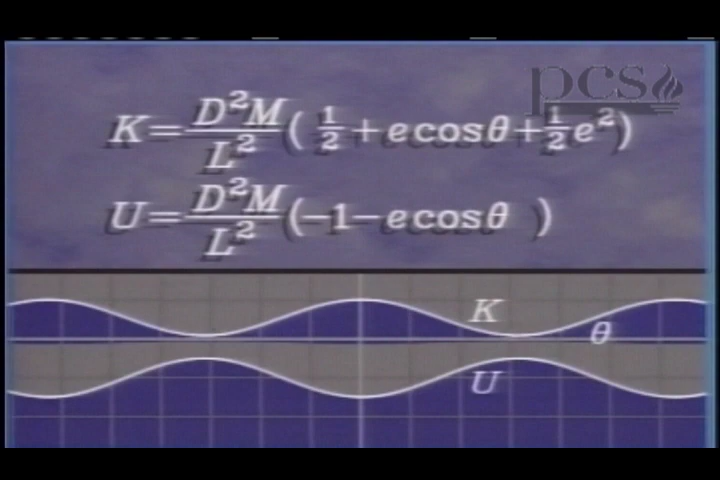 pcs
K=D²M/L²( 1/2+ecosθ+1/2e²)
U=D²M/L²(-1-ecosθ )
K
θ
U